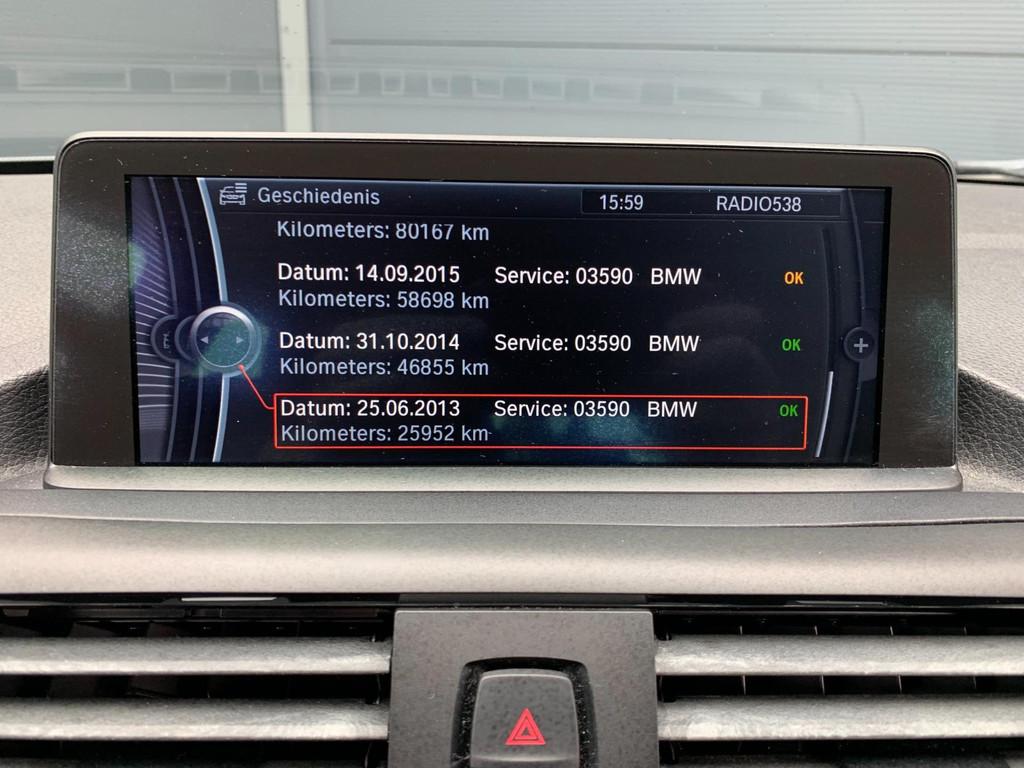 Geschiedenis 15:59 RADIO538
Kilometers: 80167 km
Datum: 14.09.2015 Service: 03590 BMW OK
Kilometers: 58698 km
Datum: 31.10.2014 Service: 03590 BMW OK
Kilometers: 46855 km
Datum: 25.06.2013 Service: 03590 BMW OK
Kilometers: 25952 km